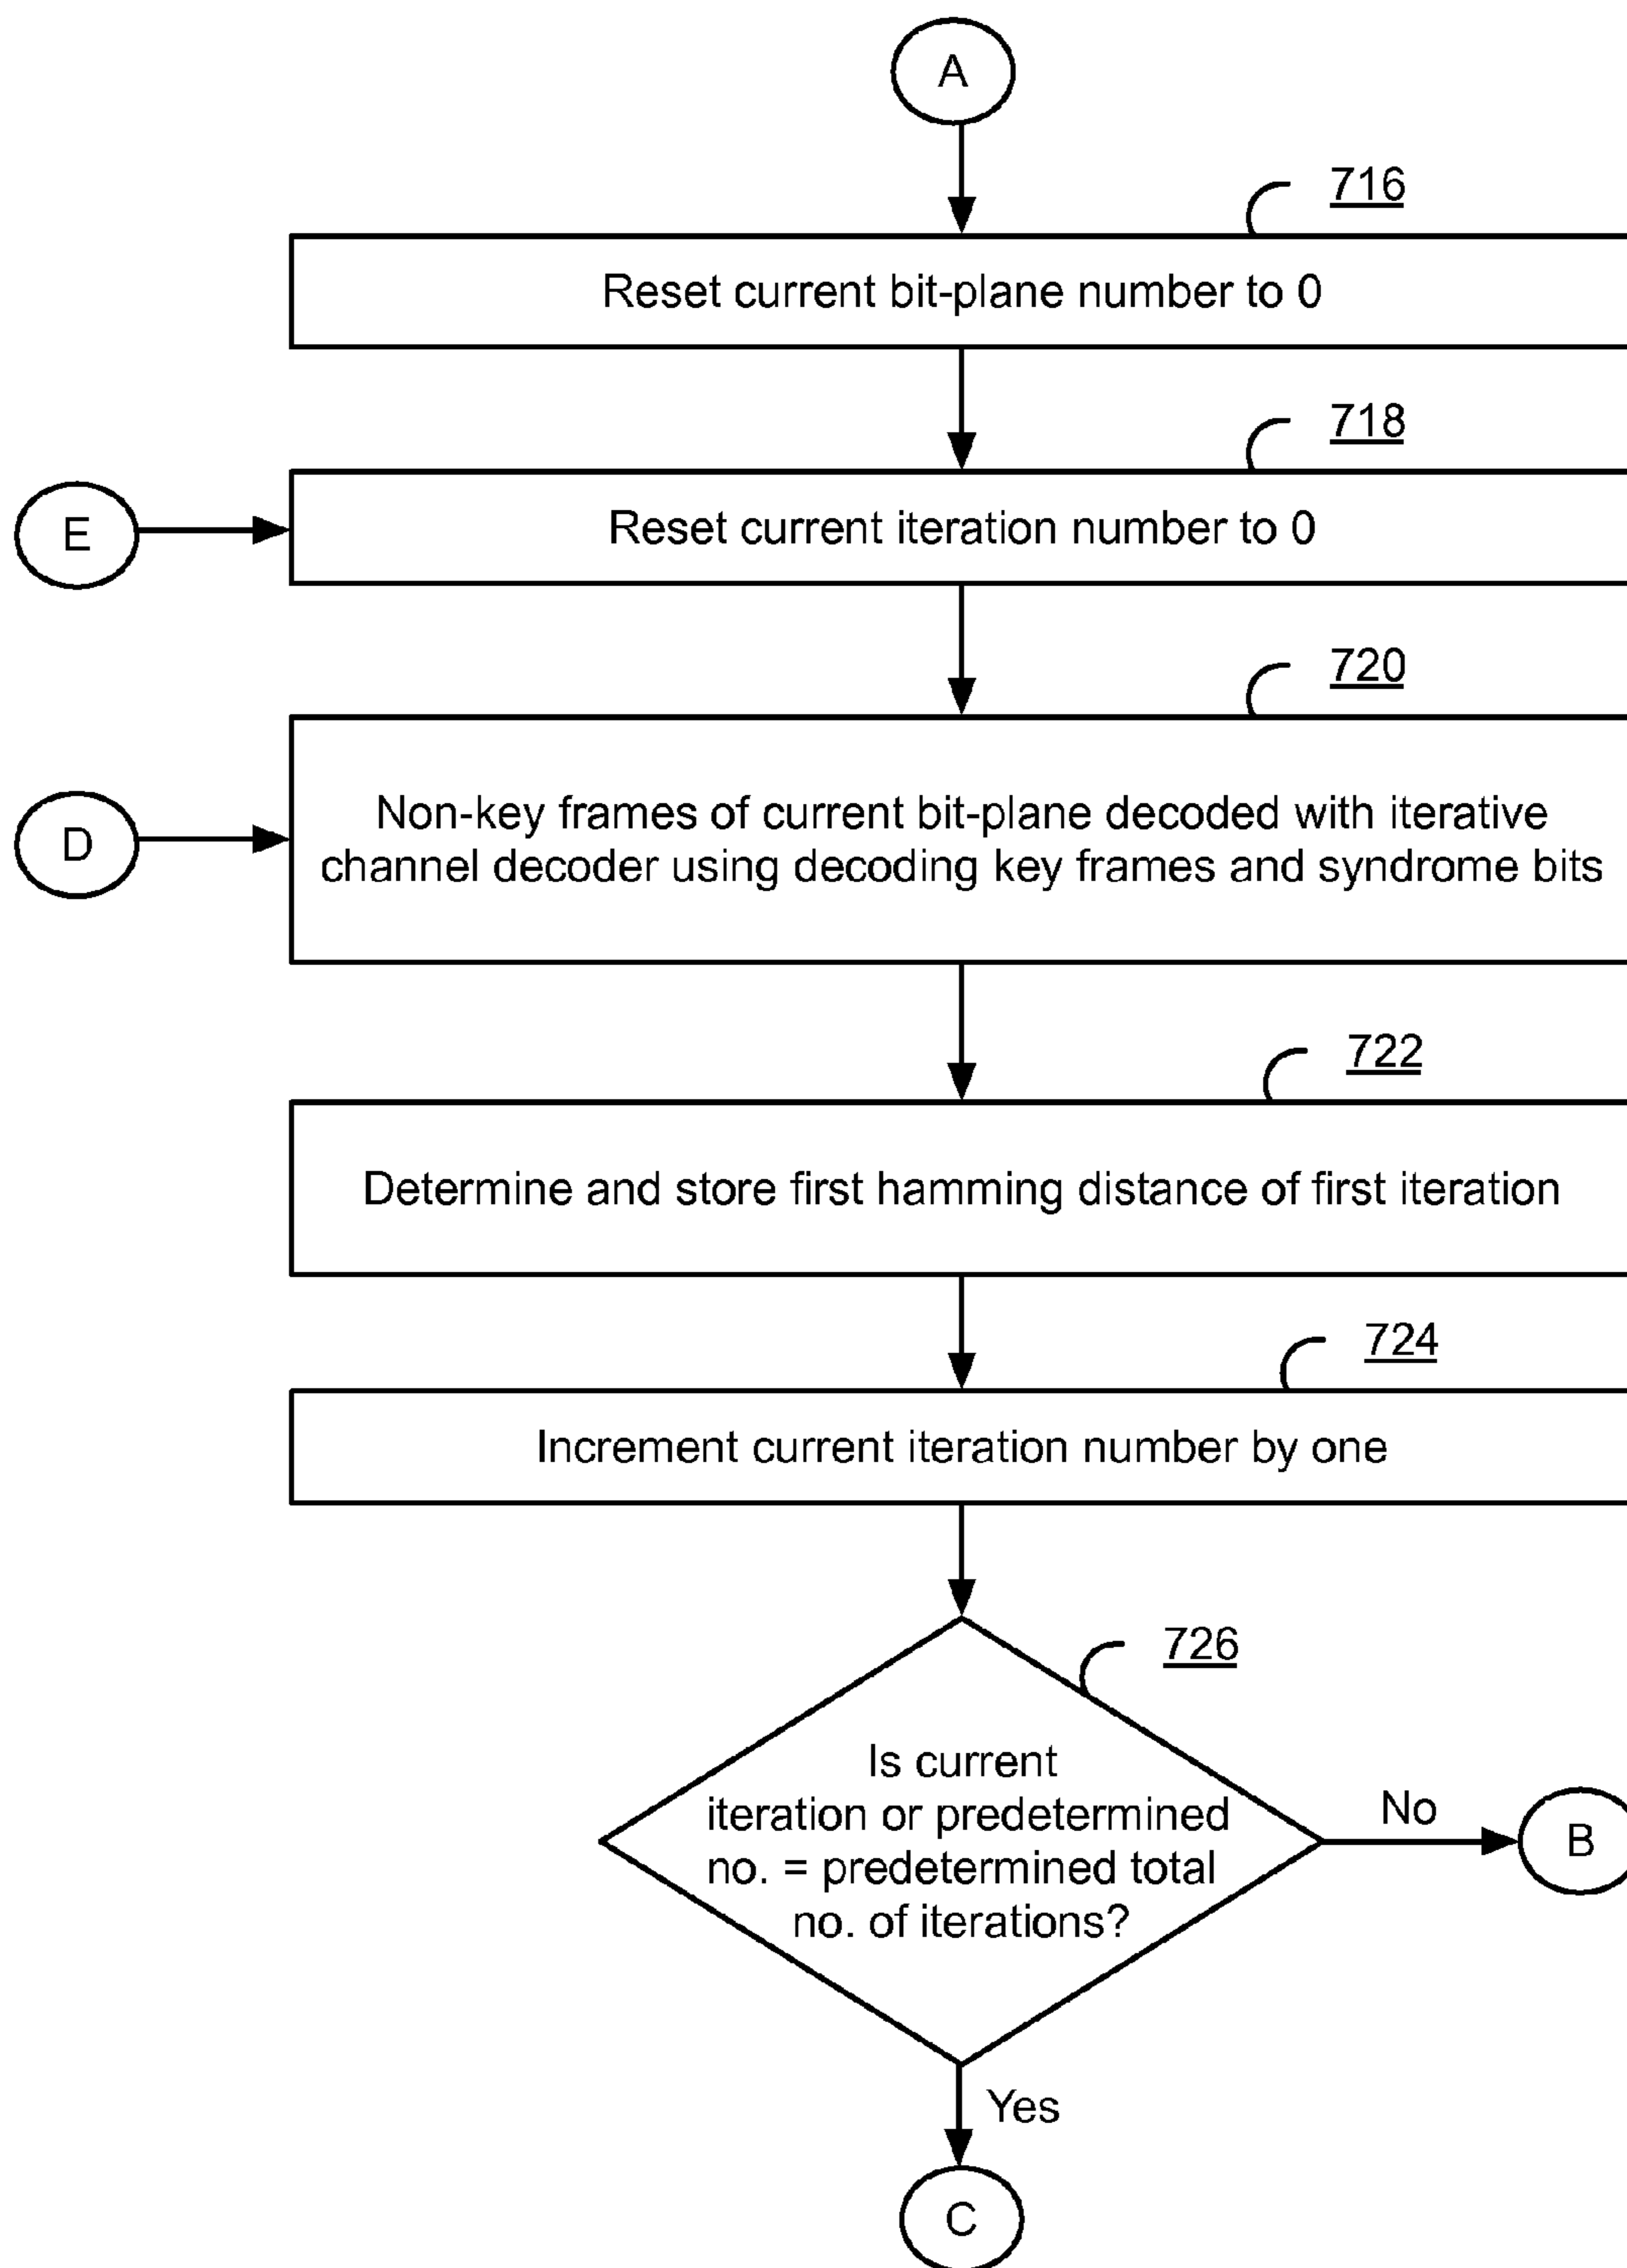 A
716
Reset current bit-plane number to 0
718
E
Reset current iteration number to 0
720
D
Non-key frames of current bit-plane decoded with iterative
channel decoder using decoding key frames and syndrome bits
722
Determine and store first hamming distance of first iteration
724
Increment current iteration number by one
726
Is current
iteration or predetermined
no. = predetermined total
no. of iterations?
No
B
Yes
C